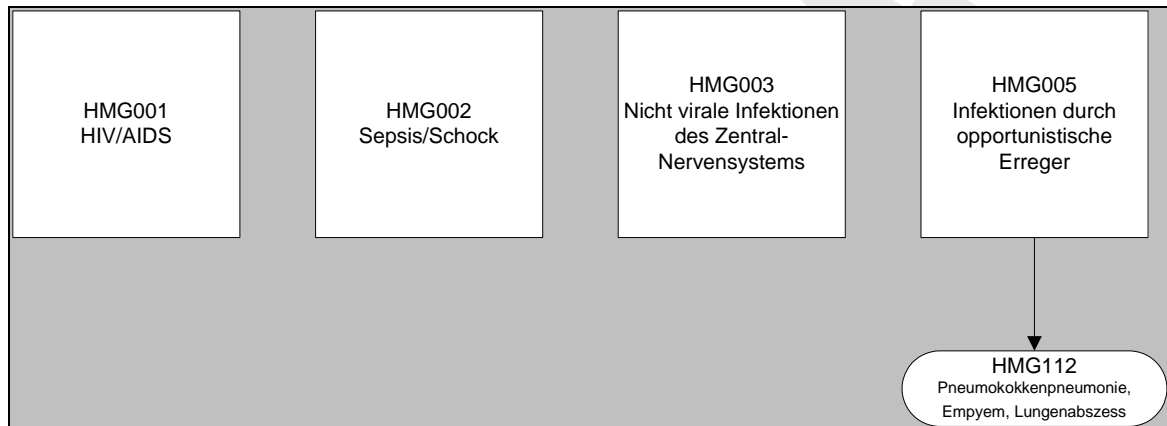 HMG001
HIV/AIDS
HMG002
Sepsis/Schock
HMG003
Nicht virale Infektionen
des Zentral-
Nervensystems
HMG005
Infektionen durch
opportunistische
Erreger
HMG112
Pneumokokkenpneumonie,
Empyem, Lungenabszess